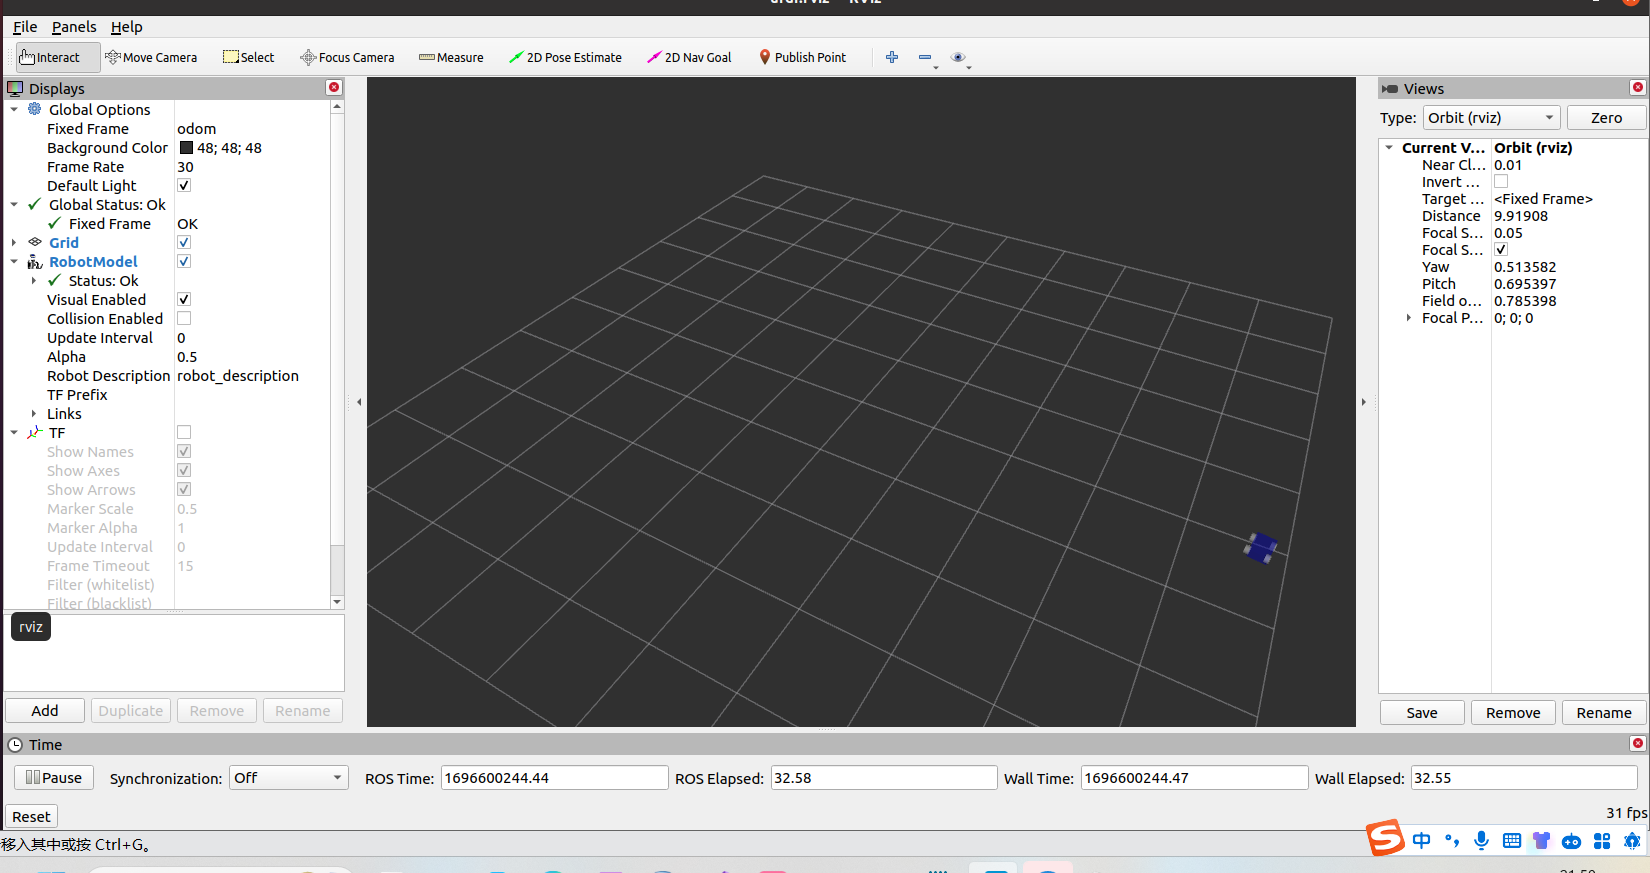 File Panels Help
Interact Move Camera Select Focus Camera Measure 2D Pose Estimate 2D Nav Goal Publish Point
Displays
Global Options
Fixed Frame odom
Background Color 48; 48; 48
Frame Rate 30
Default Light
Global Status: Ok
Fixed Frame OK
Grid
RobotModel
Status: Ok
Visual Enabled
Collision Enabled
Update Interval 0
Alpha 0.5
Robot Description robot_description
TF Prefix
Links
TF
Show Names
Show Axes
Show Arrows
Marker Scale 0.5
Marker Alpha 1
Update Interval 0
Frame Timeout 15
Filter (whitelist)
Filter (blacklist)
rviz
Add Duplicate Remove Rename
Views
Type: Orbit (rviz) Zero
Current V... Orbit (rviz)
Near Cl... 0.01
Invert ...
Target ... <Fixed Frame>
Distance 9.91908
Focal S... 0.05
Focal S...
Yaw 0.513582
Pitch 0.695397
Field o... 0.785398
Focal P... 0; 0; 0
Save Remove Rename
Time
Pause Synchronization: Off ROS Time: 1696600244.44 ROS Elapsed: 32.58 Wall Time: 1696600244.47 Wall Elapsed: 32.55
Reset 31 fps
移入其中或按 Ctrl+G。
S 中